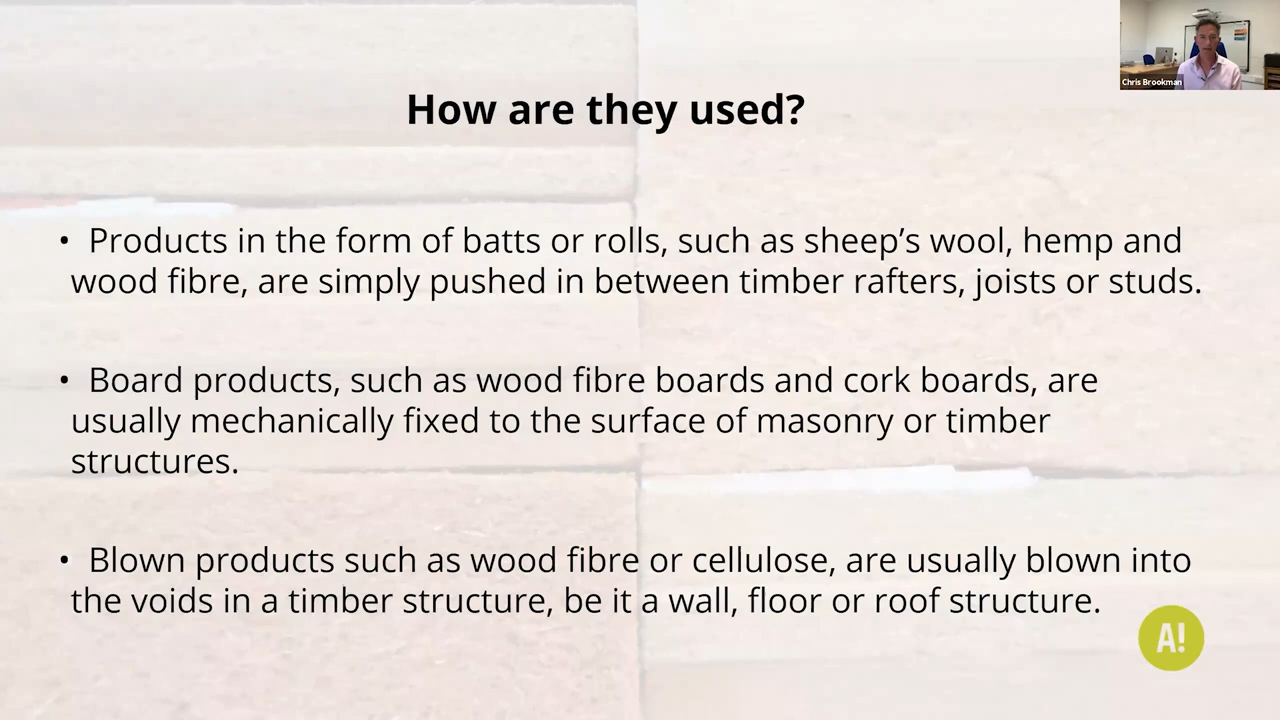 Chris Brookman
How are they used?
• Products in the form of batts or rolls, such as sheep’s wool, hemp and
wood fibre, are simply pushed in between timber rafters, joists or studs.
• Board products, such as wood fibre boards and cork boards, are
usually mechanically fixed to the surface of masonry or timber
structures.
• Blown products such as wood fibre or cellulose, are usually blown into
the voids in a timber structure, be it a wall, floor or roof structure.
A!